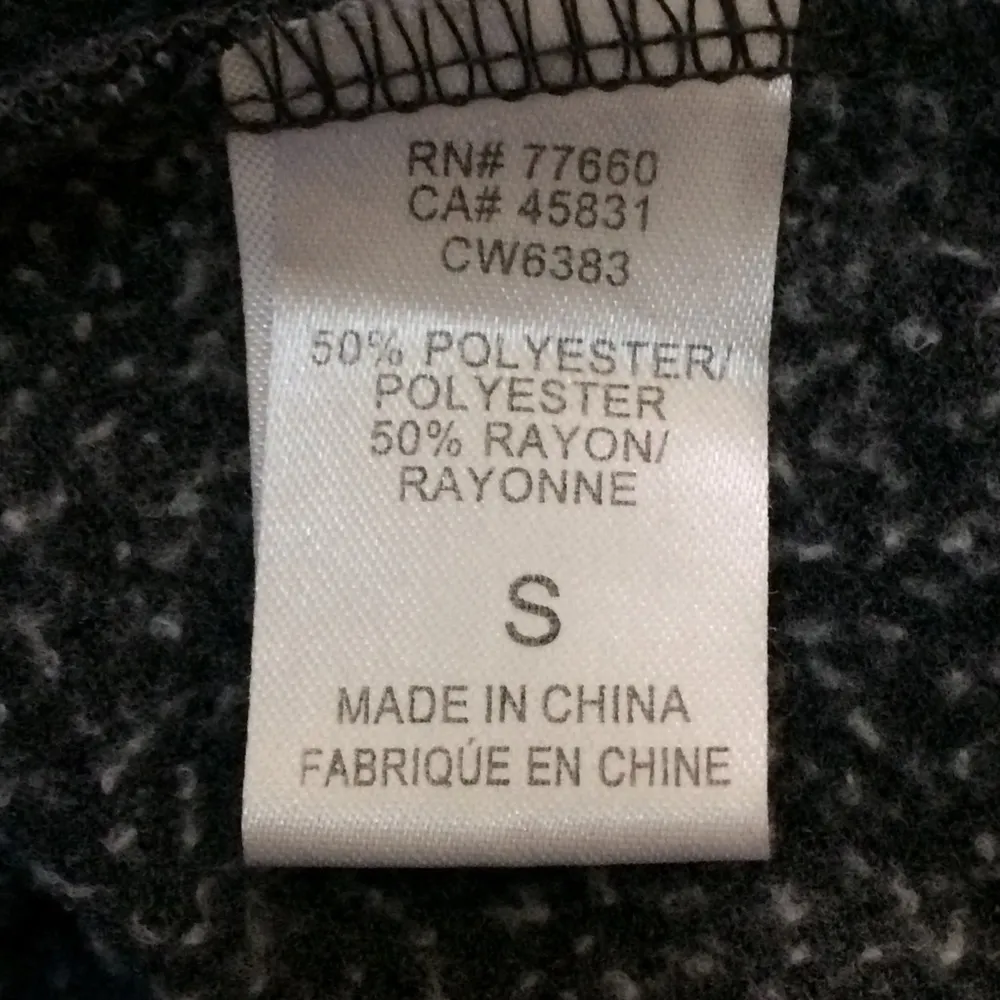 RN# 77660
CA# 45831
CW6383
50% POLYESTER/
POLYESTER
50% RAYON/
RAYONNE
S
MADE IN CHINA
FABRIQÚE EN CHINE